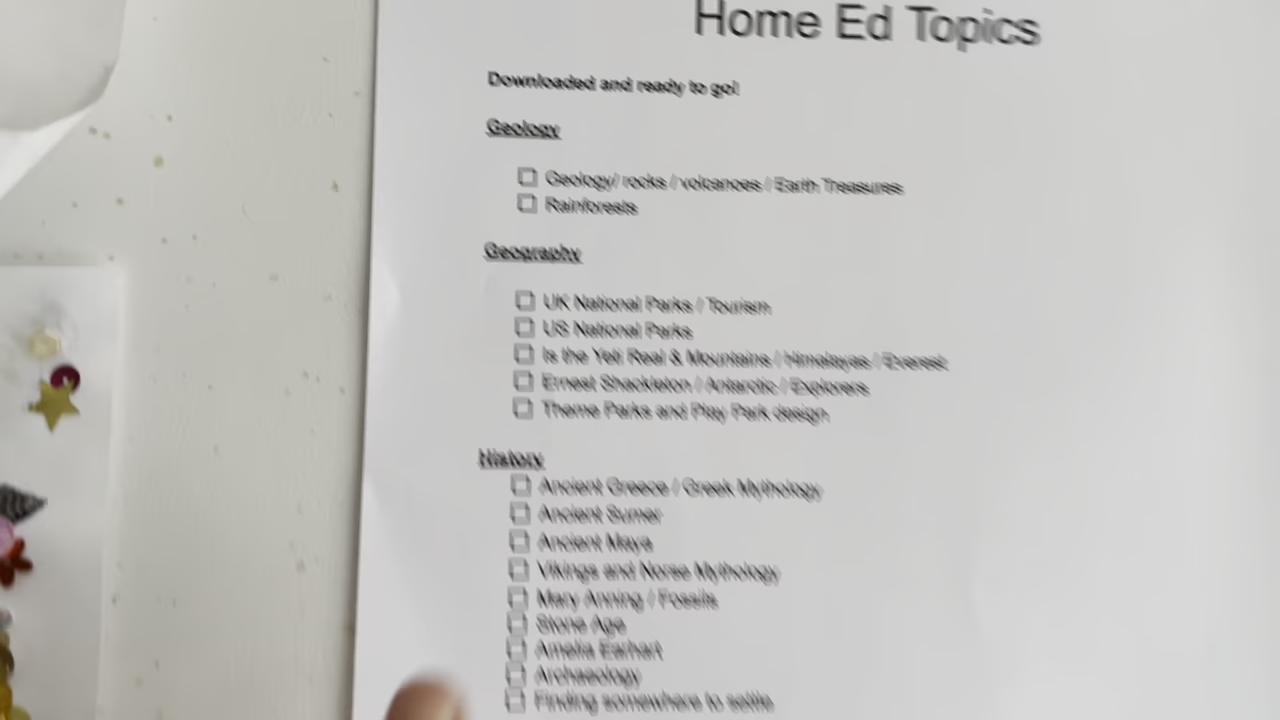 Home Ed Topics
Downloaded and ready to go!
Geology
Geology/ rocks / volcanoes / Earth Treasures
Rainforests
Geography
UK National Parks / Tourism
US National Parks
Is the Yeti Real & Mountains / Himalayas / Everest
Ernest Shackleton / Antarctic / Explorers
Theme Parks and Play Park design
History
Ancient Greece / Greek Mythology
Ancient Sumer
Ancient Maya
Vikings and Norse Mythology
Mary Anning / Fossils
Stone Age
Amelia Earhart
Archaeology
Finding somewhere to settle